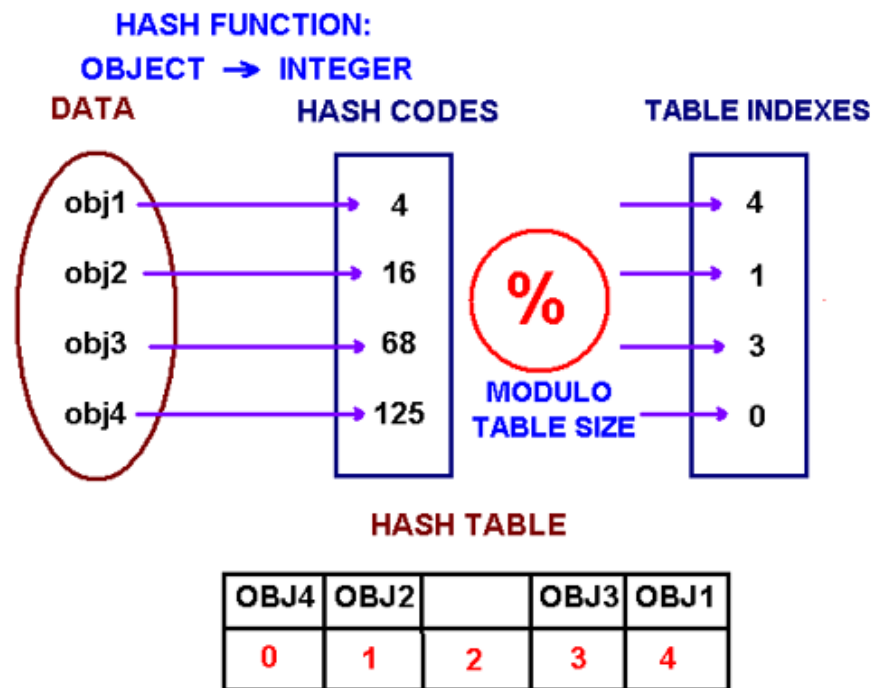 HASH FUNCTION:
OBJECT → INTEGER
DATA HASH CODES TABLE INDEXES
obj1 4 4
obj2 16 1
obj3 68 3
obj4 125 0
%
MODULO
TABLE SIZE
HASH TABLE
OBJ4 OBJ2 OBJ3 OBJ1
0 1 2 3 4